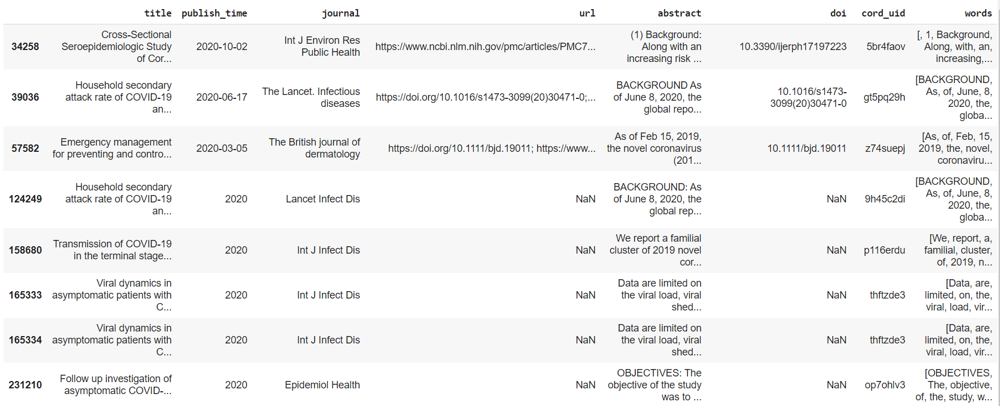 title publish_time journal url abstract doi cord_uid words
34258 Cross-Sectional Seroepidemiologic Study of Cor... 2020-10-02 Int J Environ Res Public Health https://www.ncbi.nlm.nih.gov/pmc/articles/PMC7... (1) Background: Along with an increasing risk ... 10.3390/ijerph17197223 5br4faov [, 1, Background, Along, with, an, increasing,...
39036 Household secondary attack rate of COVID-19 an... 2020-06-17 The Lancet. Infectious diseases https://doi.org/10.1016/s1473-3099(20)30471-0;... BACKGROUND As of June 8, 2020, the global repo... 10.1016/s1473-3099(20)30471-0 gt5pq29h [BACKGROUND, As, of, June, 8, 2020, the, globa...
57582 Emergency management for preventing and contro... 2020-03-05 The British journal of dermatology https://doi.org/10.1111/bjd.19011; https://www... As of Feb 15, 2019, the novel coronavirus (201... 10.1111/bjd.19011 z74suepj [As, of, Feb, 15, 2019, the, novel, coronaviru...
124249 Household secondary attack rate of COVID-19 an... 2020 Lancet Infect Dis NaN BACKGROUND: As of June 8, 2020, the global rep... NaN 9h45c2di [BACKGROUND, As, of, June, 8, 2020, the, globa...
158680 Transmission of COVID-19 in the terminal stage... 2020 Int J Infect Dis NaN We report a familial cluster of 2019 novel cor... NaN p116erdu [We, report, a, familial, cluster, of, 2019, n...
165333 Viral dynamics in asymptomatic patients with C... 2020 Int J Infect Dis NaN Data are limited on the viral load, viral shed... NaN thftzde3 [Data, are, limited, on, the, viral, load, vir...
165334 Viral dynamics in asymptomatic patients with C... 2020 Int J Infect Dis NaN Data are limited on the viral load, viral shed... NaN thftzde3 [Data, are, limited, on, the, viral, load, vir...
231210 Follow up investigation of asymptomatic COVID-... 2020 Epidemiol Health NaN OBJECTIVES: The objective of the study was to ... NaN op7ohlv3 [OBJECTIVES, The, objective, of, the, study, w...